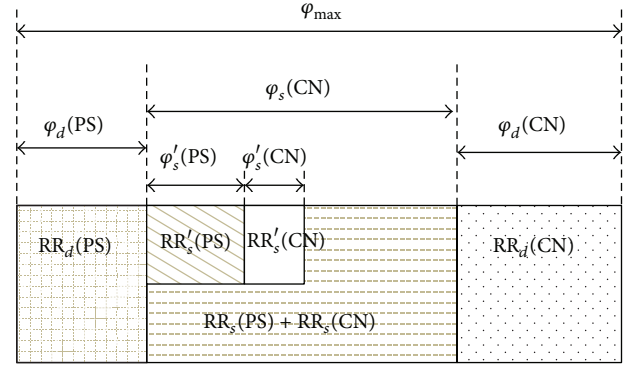 φmax
φs(CN)
φd(PS)
φd(CN)
φ′s(PS)
φ′s(CN)
RRd(PS)
RR′s(PS)
RR′s(CN)
RRd(CN)
RRs(PS) + RRs(CN)